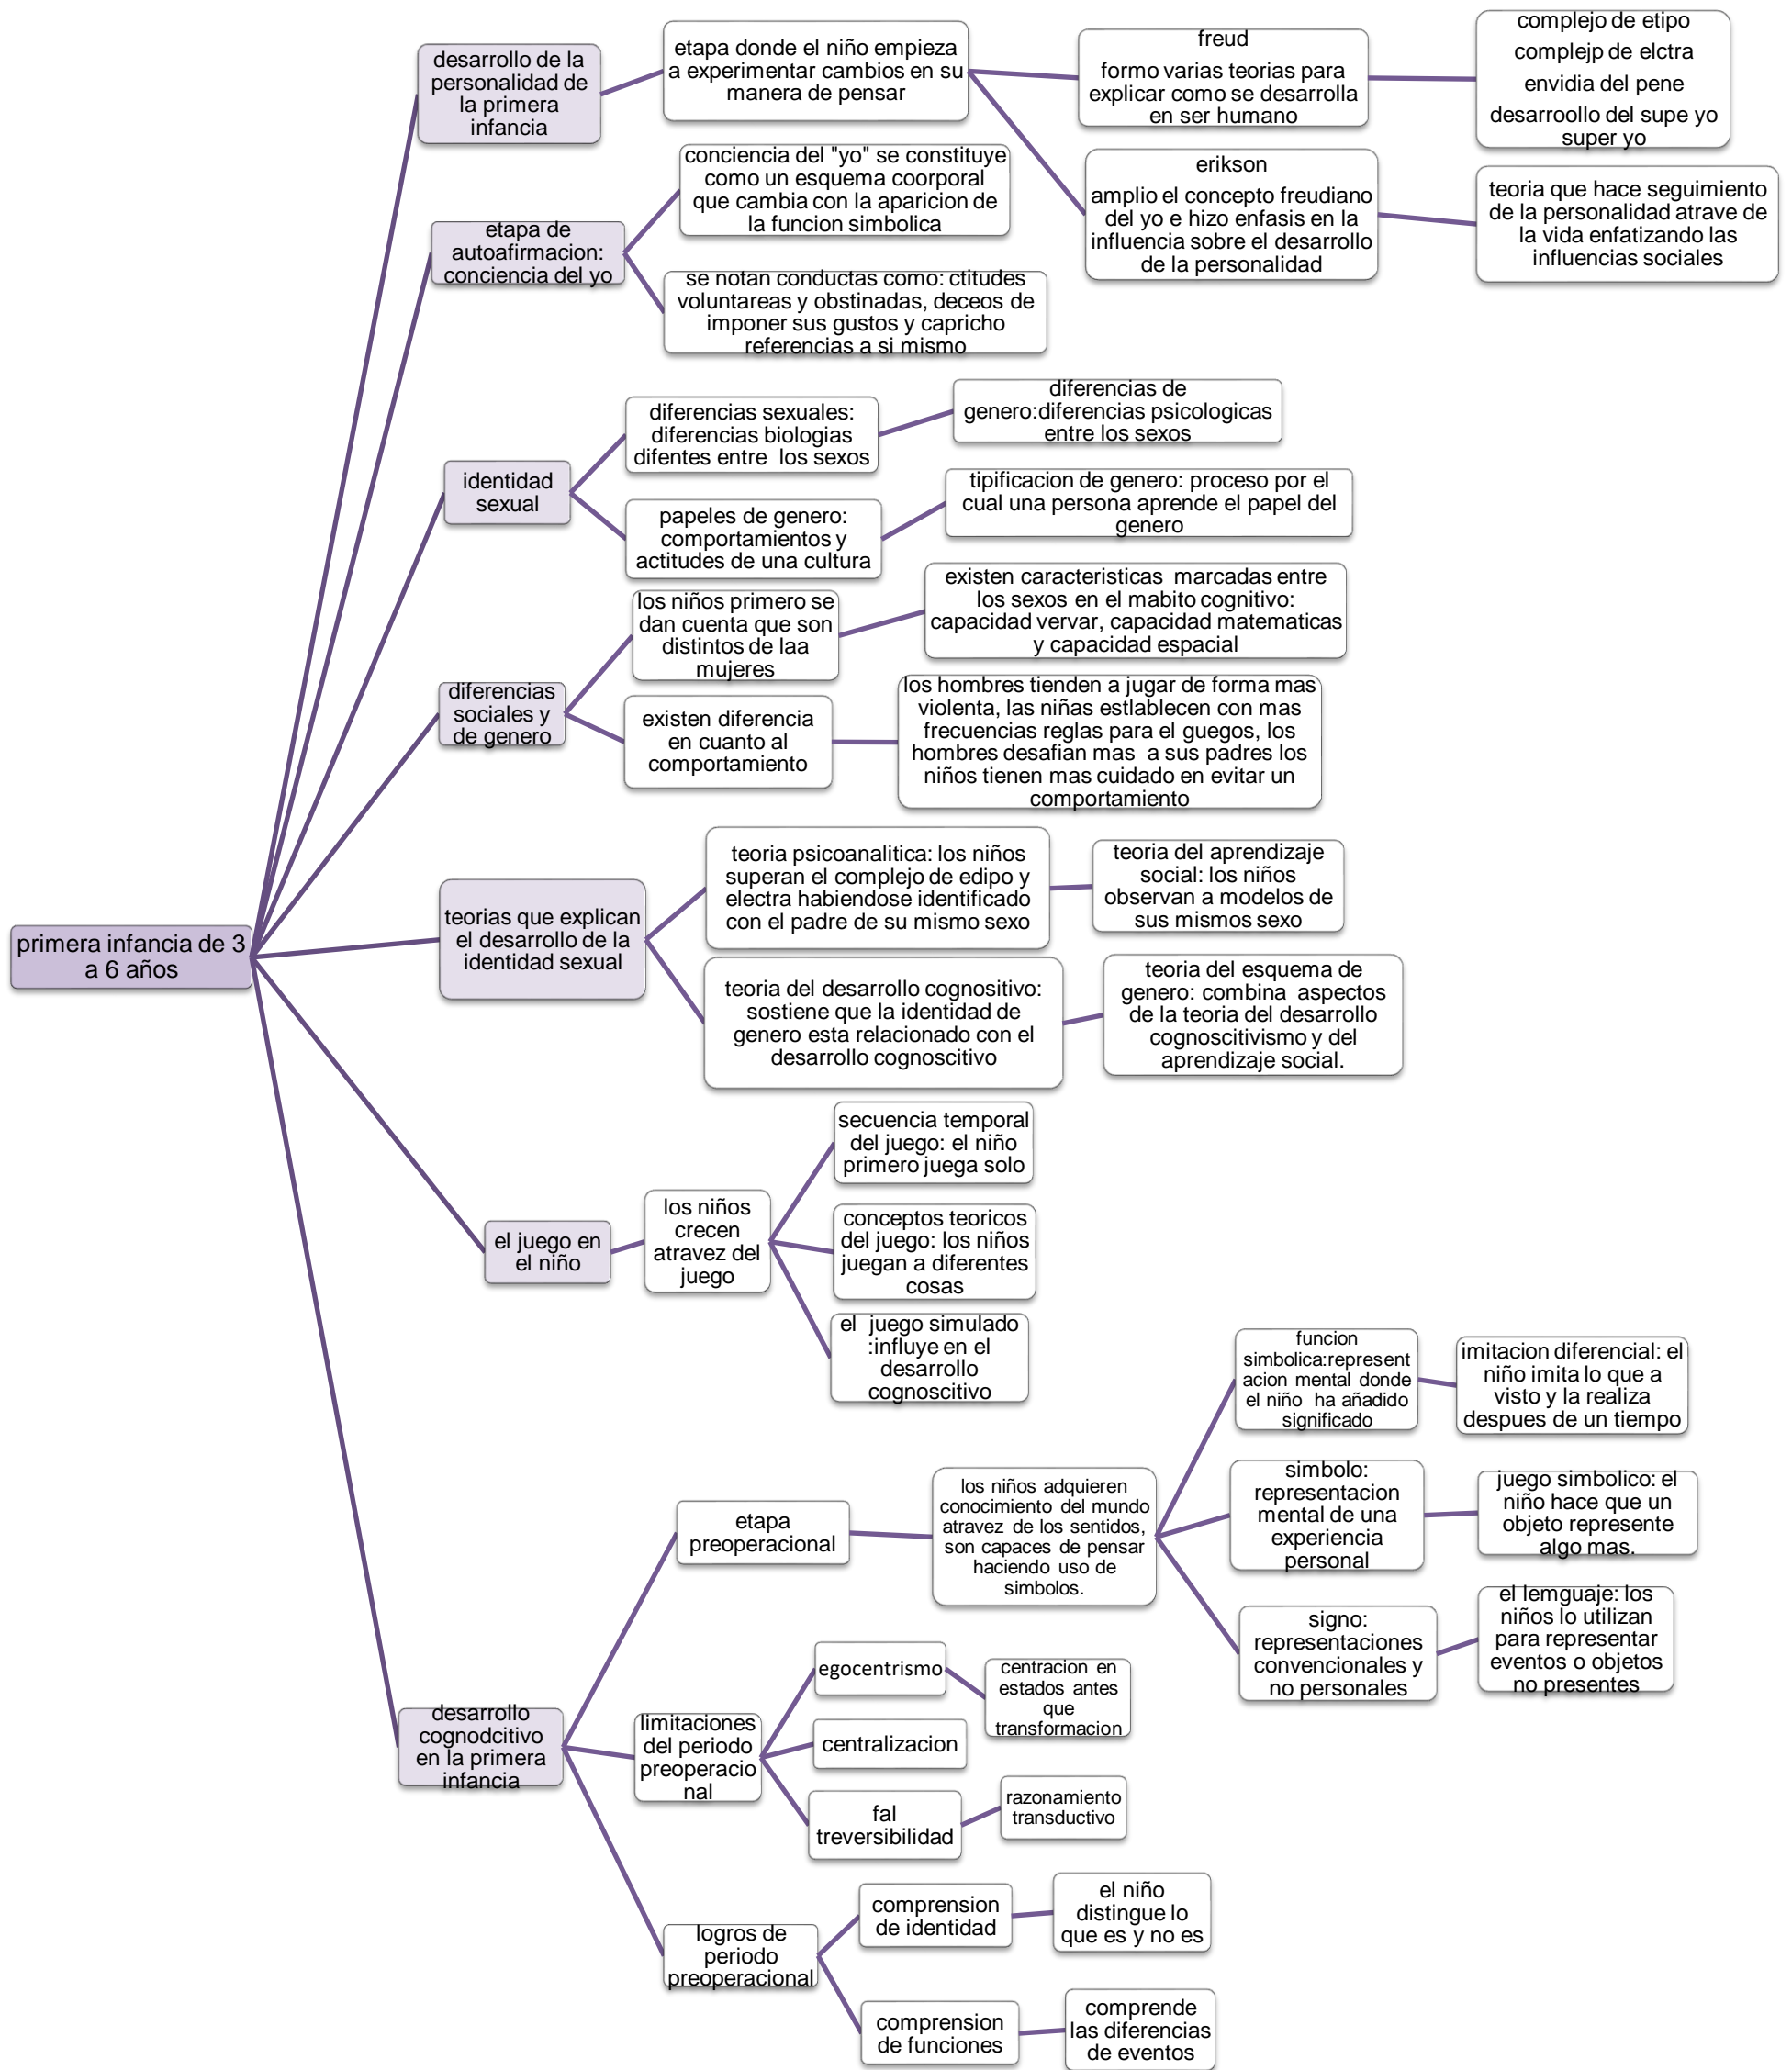 primera infancia de 3
a 6 años
desarrollo de la
personalidad de
la primera
infancia
etapa donde el niño empieza
a experimentar cambios en su
manera de pensar
freud
formo varias teorias para
explicar como se desarrolla
en ser humano
complejo de etipo
complejp de elctra
envidia del pene
desarroollo del supe yo
super yo
erikson
amplio el concepto freudiano
del yo e hizo enfasis en la
influencia sobre el desarrollo
de la personalidad
teoria que hace seguimiento
de la personalidad atrave de
la vida enfatizando las
influencias sociales
etapa de
autoafirmacion:
conciencia del yo
conciencia del "yo" se constituye
como un esquema coorporal
que cambia con la aparicion de
la funcion simbolica
se notan conductas como: ctitudes
voluntareas y obstinadas, deceos de
imponer sus gustos y capricho
referencias a si mismo
identidad
sexual
diferencias sexuales:
diferencias biologias
difentes entre los sexos
diferencias de
genero:diferencias psicologicas
entre los sexos
papeles de genero:
comportamientos y
actitudes de una cultura
tipificacion de genero: proceso por el
cual una persona aprende el papel del
genero
diferencias
sociales y
de genero
los niños primero se
dan cuenta que son
distintos de laa
mujeres
existen caracteristicas marcadas entre
los sexos en el mabito cognitivo:
capacidad vervar, capacidad matematicas
y capacidad espacial
existen diferencia
en cuanto al
comportamiento
los hombres tienden a jugar de forma mas
violenta, las niñas estlablecen con mas
frecuencias reglas para el guegos, los
hombres desafian mas a sus padres los
niños tienen mas cuidado en evitar un
comportamiento
teorias que explican
el desarrollo de la
identidad sexual
teoria psicoanalitica: los niños
superan el complejo de edipo y
electra habiendose identificado
con el padre de su mismo sexo
teoria del aprendizaje
social: los niños
observan a modelos de
sus mismos sexo
teoria del desarrollo cognositivo:
sostiene que la identidad de
genero esta relacionado con el
desarrollo cognoscitivo
teoria del esquema de
genero: combina aspectos
de la teoria del desarrollo
cognoscitivismo y del
aprendizaje social.
el juego en
el niño
los niños
crecen
atravez del
juego
secuencia temporal
del juego: el niño
primero juega solo
conceptos teoricos
del juego: los niños
juegan a diferentes
cosas
el juego simulado
:influye en el
desarrollo
cognoscitivo
desarrollo
cognodcitivo
en la primera
infancia
etapa
preoperacional
los niños adquieren
conocimiento del mundo
atravez de los sentidos,
son capaces de pensar
haciendo uso de
simbolos.
funcion
simbolica:represent
acion mental donde
el niño ha añadido
significado
imitacion diferencial: el
niño imita lo que a
visto y la realiza
despues de un tiempo
simbolo:
representacion
mental de una
experiencia
personal
juego simbolico: el
niño hace que un
objeto represente
algo mas.
signo:
representaciones
convencionales y
no personales
el lemguaje: los
niños lo utilizan
para representar
eventos o objetos
no presentes
limitaciones
del periodo
preoperacio
nal
egocentrismo
centracion en
estados antes
que
transformacion
centralizacion
fal
treversibilidad
razonamiento
transductivo
logros de
periodo
preoperacional
comprension
de identidad
el niño
distingue lo
que es y no es
comprension
de funciones
comprende
las diferencias
de eventos